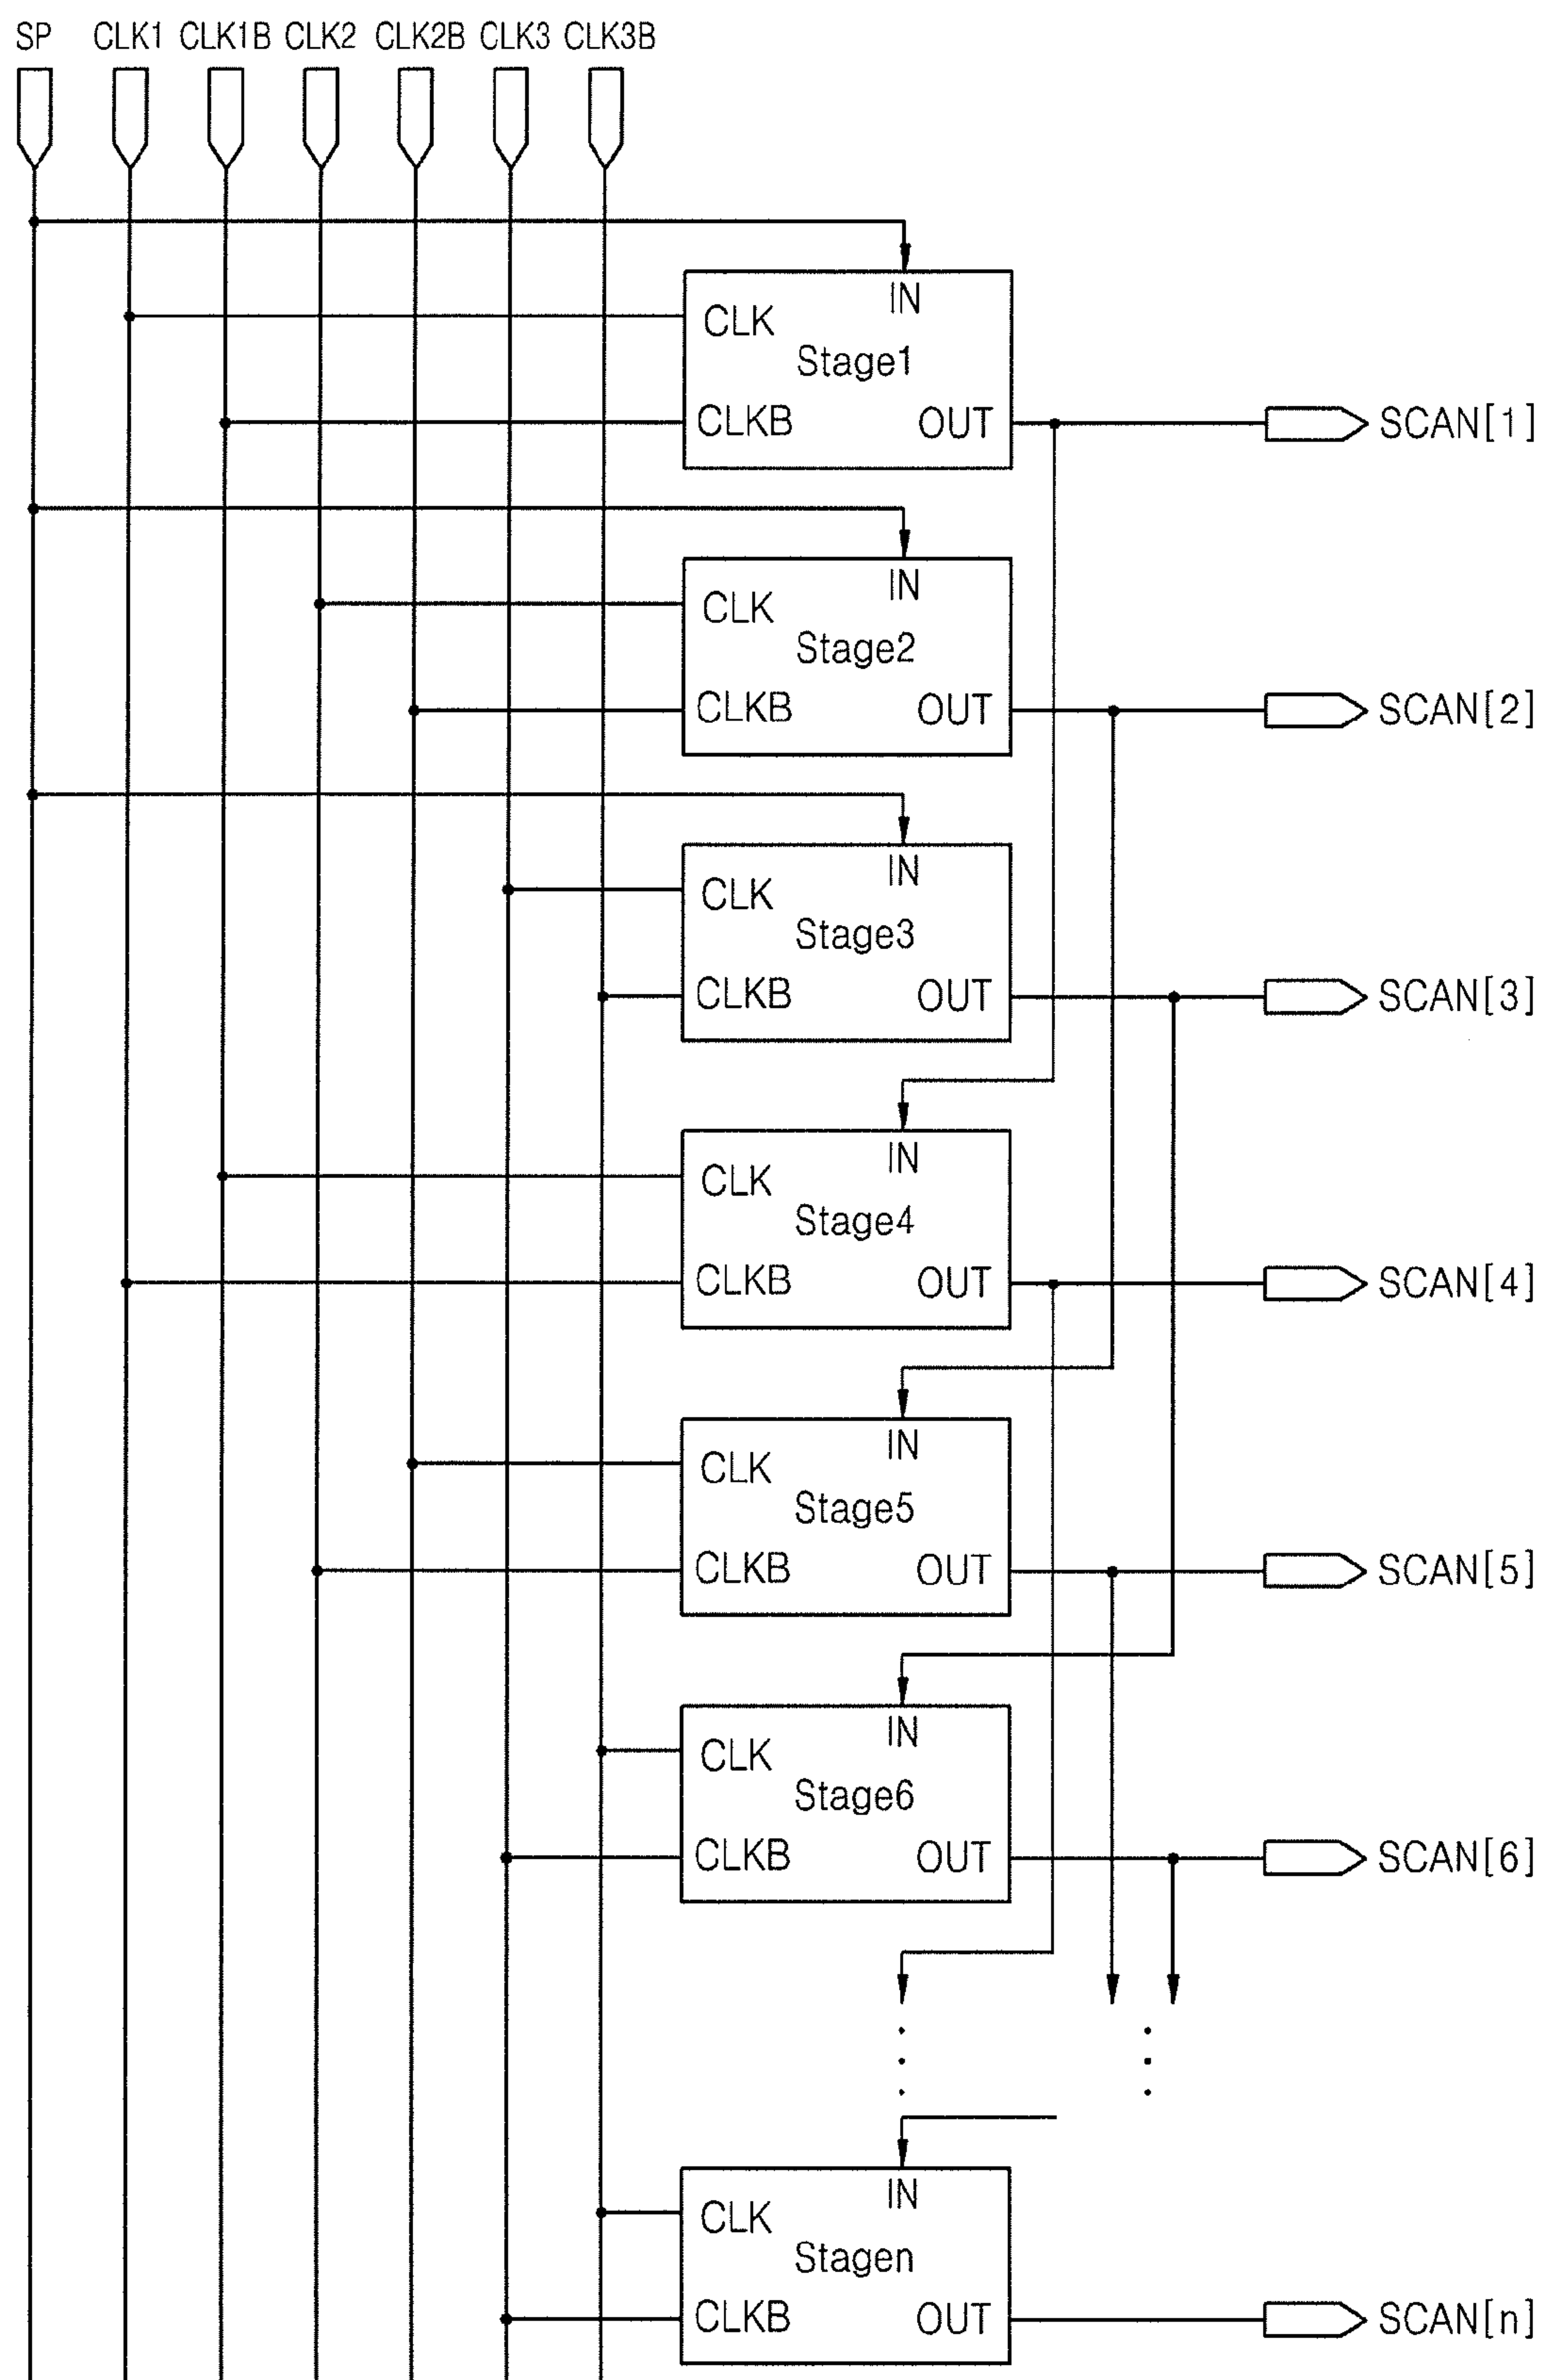 SP CLK1 CLK1B CLK2 CLK2B CLK3 CLK3B
IN
CLK
Stage1
CLKB OUT SCAN[1]
IN
CLK
Stage2
CLKB OUT SCAN[2]
IN
CLK
Stage3
CLKB OUT SCAN[3]
IN
CLK
Stage4
CLKB OUT SCAN[4]
IN
CLK
Stage5
CLKB OUT SCAN[5]
IN
CLK
Stage6
CLKB OUT SCAN[6]
IN
CLK
Stagen
CLKB OUT SCAN[n]